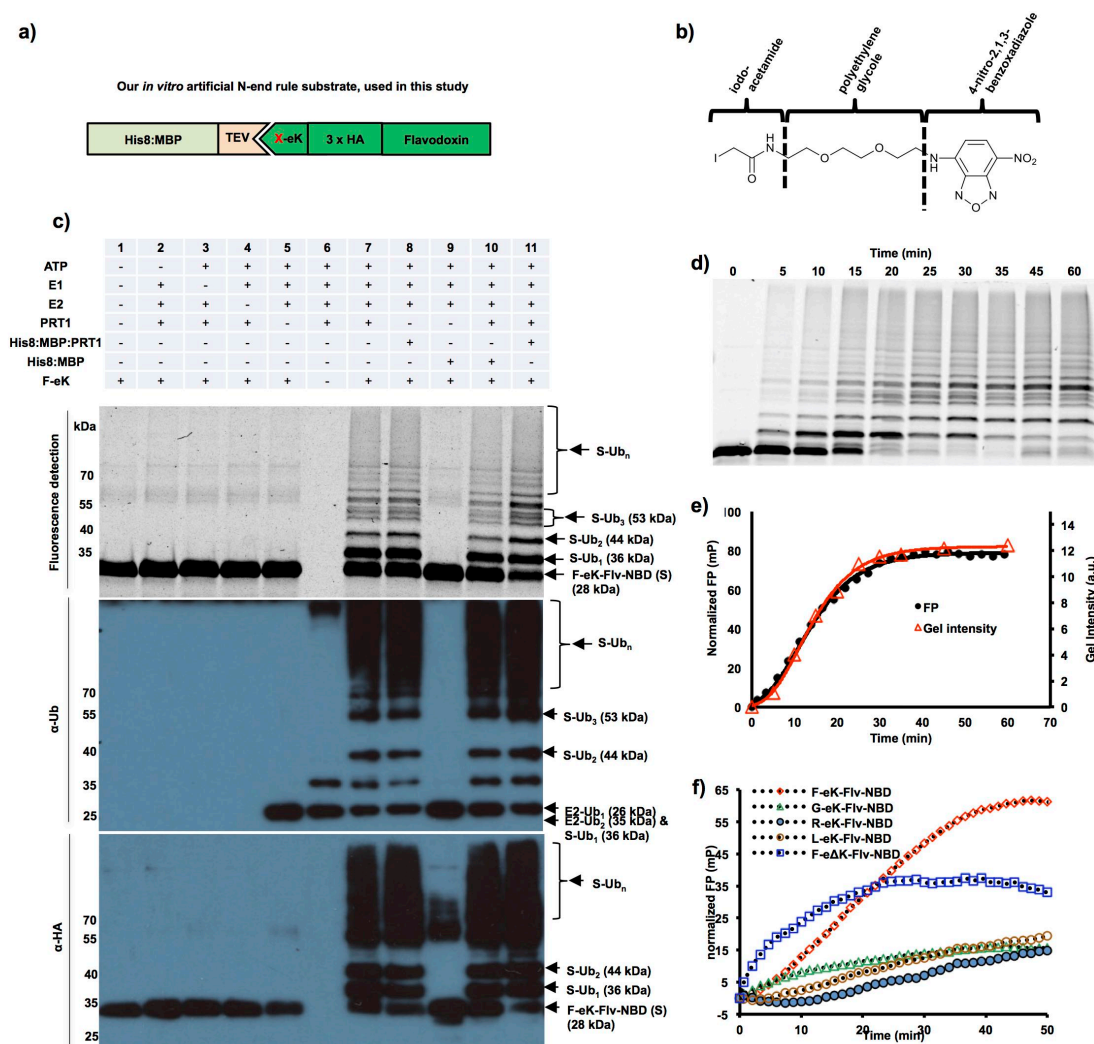 a)
Our in vitro artificial N-end rule substrate, used in this study
His8:MBP TEV X-eK 3 x HA Flavodoxin
b)
iodo-
acetamide
polyethylene
glycole
4-nitro-2,1,3-
benzoxadiazole
I O H N O O N H NO2 N O N
c)
1 2 3 4 5 6 7 8 9 10 11
ATP - - + + + + + + + + +
E1 - + - + + + + + + + +
E2 - + + - + + + + + + +
PRT1 - + + + - + + - - + -
His8:MBP:PRT1 - - - - - - - + - - +
His8:MBP - - - - - - - - + + -
F-eK + + + + + - + + + + +
Fluorescence detection
kDa
70
55
40
35
S-Ubn
S-Ub3 (53 kDa)
S-Ub2 (44 kDa)
S-Ub1 (36 kDa)
F-eK-Flv-NBD (S)
(28 kDa)
α-Ub
70
55
40
35
25
S-Ubn
S-Ub3 (53 kDa)
S-Ub2 (44 kDa)
E2-Ub1 (26 kDa)
E2-Ub2 (35 kDa) &
S-Ub1 (36 kDa)
α-HA
70
55
40
35
25
S-Ubn
S-Ub2 (44 kDa)
S-Ub1 (36 kDa)
F-eK-Flv-NBD (S)
(28 kDa)
d)
Time (min)
0 5 10 15 20 25 30 35 45 60
e)
Normalized FP (mP)
100
80
60
40
20
0
Gel Intensity (a.u.)
14
12
10
8
6
4
2
0
FP
Gel intensity
0 10 20 30 40 50 60 70
Time (min)
f)
normalized FP (mP)
65
55
45
35
25
15
5
-5
F-eK-Flv-NBD
G-eK-Flv-NBD
R-eK-Flv-NBD
L-eK-Flv-NBD
F-eΔK-Flv-NBD
0 10 20 30 40 50
Time (min)